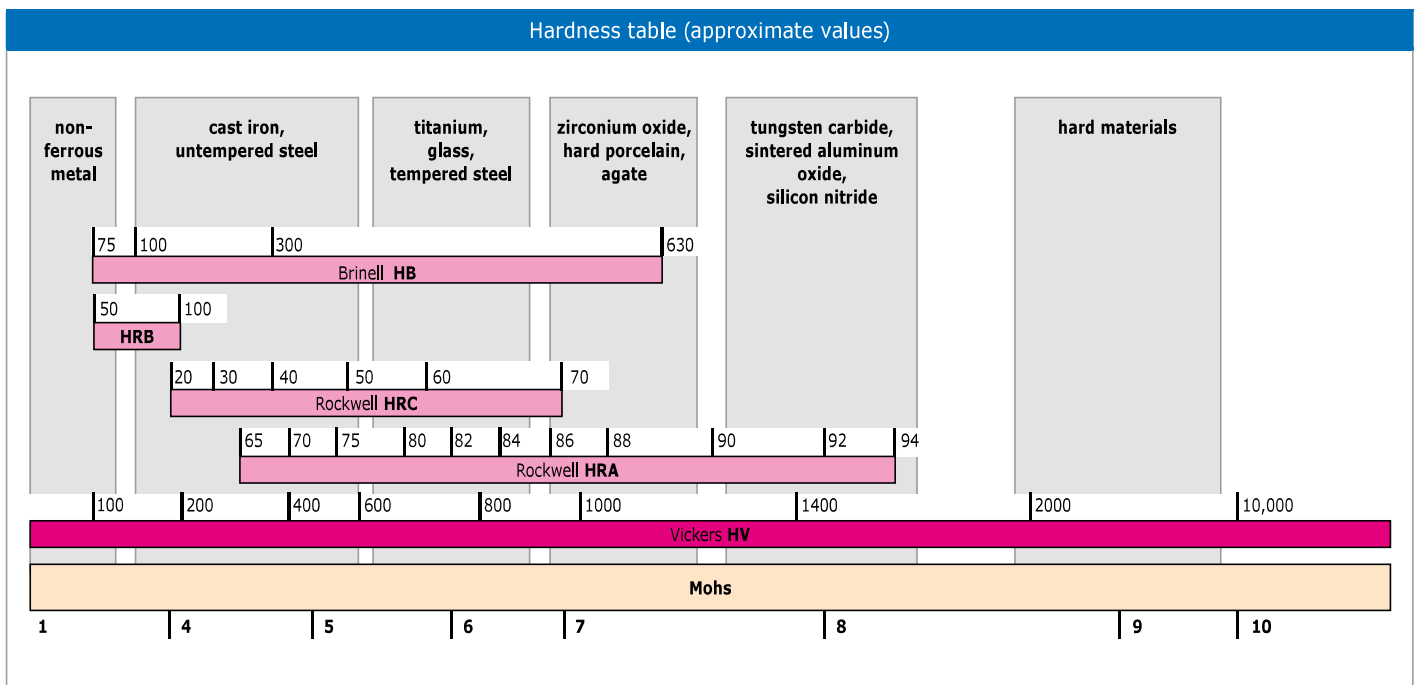 Hardness table (approximate values)
non-
ferrous
metal
cast iron,
untempered steel
titanium,
glass,
tempered steel
zirconium oxide,
hard porcelain,
agate
tungsten carbide,
sintered aluminum
oxide,
silicon nitride
hard materials
75 100 300 630
Brinell HB
50 100
HRB
20 30 40 50 60 70
Rockwell HRC
65 70 75 80 82 84 86 88 90 92 94
Rockwell HRA
100 200 400 600 800 1000 1400 2000 10,000
Vickers HV
Mohs
1 4 5 6 7 8 9 10